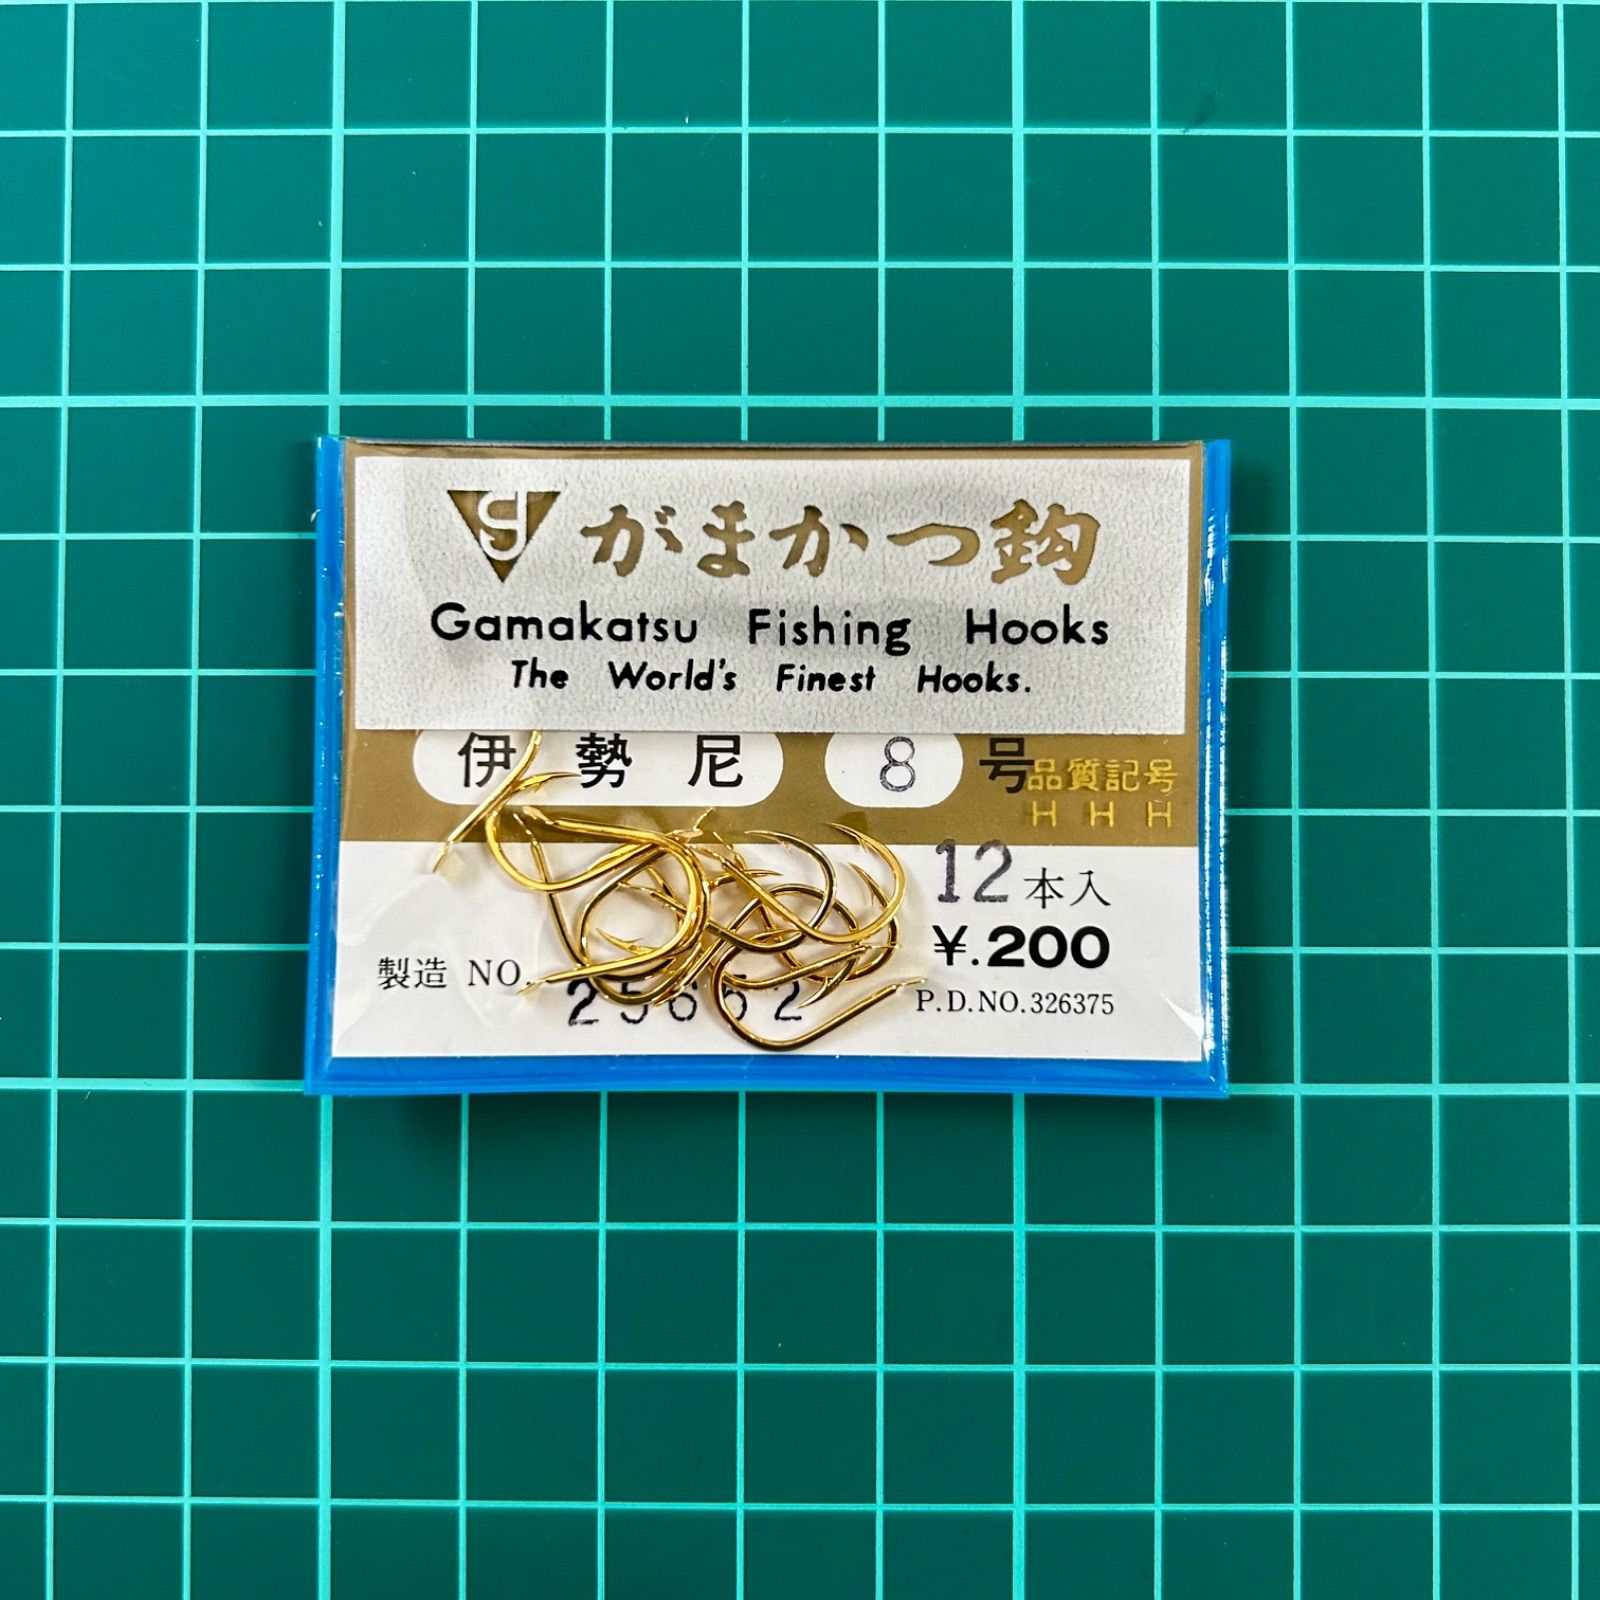 がまかつ鈎
Gamakatsu Fishing Hooks
The World's Finest Hooks.
伊勢尼 8 号
品質記号
H H H
12本入
¥.200
製造 NO. 25662
P.D.NO.326375